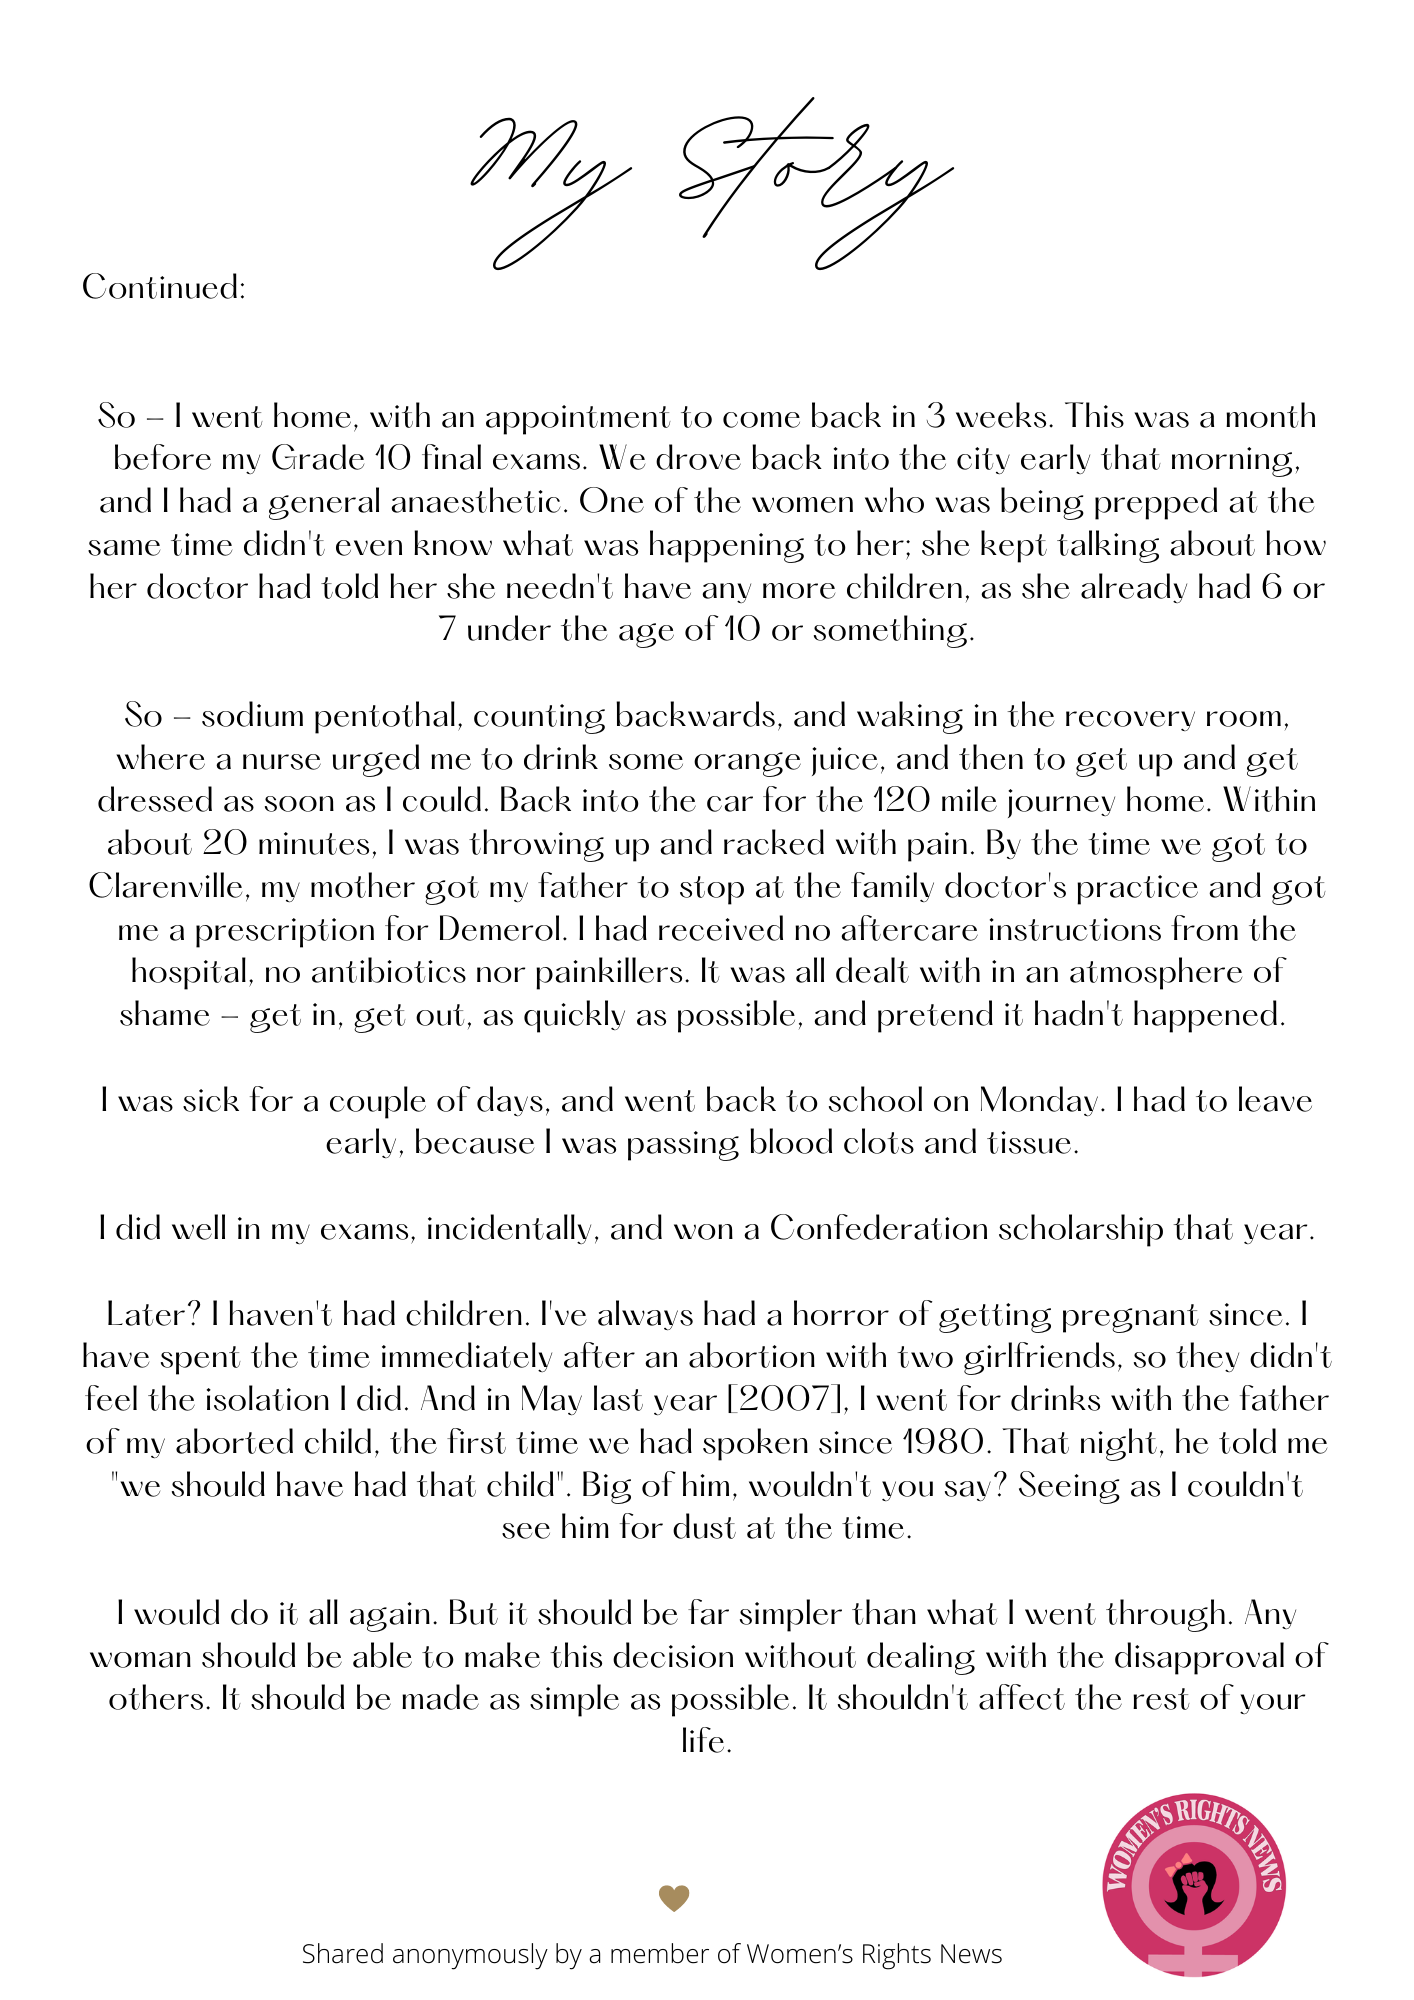 My Story
Continued:
So – I went home, with an appointment to come back in 3 weeks. This was a month
before my Grade 10 final exams. We drove back into the city early that morning,
and I had a general anaesthetic. One of the women who was being prepped at the
same time didn't even know what was happening to her; she kept talking about how
her doctor had told her she needn't have any more children, as she already had 6 or
7 under the age of 10 or something.
So – sodium pentothal, counting backwards, and waking in the recovery room,
where a nurse urged me to drink some orange juice, and then to get up and get
dressed as soon as I could. Back into the car for the 120 mile journey home. Within
about 20 minutes, I was throwing up and racked with pain. By the time we got to
Clarenville, my mother got my father to stop at the family doctor's practice and got
me a prescription for Demerol. I had received no aftercare instructions from the
hospital, no antibiotics nor painkillers. It was all dealt with in an atmosphere of
shame – get in, get out, as quickly as possible, and pretend it hadn't happened.
I was sick for a couple of days, and went back to school on Monday. I had to leave
early, because I was passing blood clots and tissue.
I did well in my exams, incidentally, and won a Confederation scholarship that year.
Later? I haven't had children. I've always had a horror of getting pregnant since. I
have spent the time immediately after an abortion with two girlfriends, so they didn't
feel the isolation I did. And in May last year [2007], I went for drinks with the father
of my aborted child, the first time we had spoken since 1980. That night, he told me
"we should have had that child". Big of him, wouldn't you say? Seeing as I couldn't
see him for dust at the time.
I would do it all again. But it should be far simpler than what I went through. Any
woman should be able to make this decision without dealing with the disapproval of
others. It should be made as simple as possible. It shouldn't affect the rest of your
life.
WOMEN'S RIGHTS NEWS
Shared anonymously by a member of Women’s Rights News